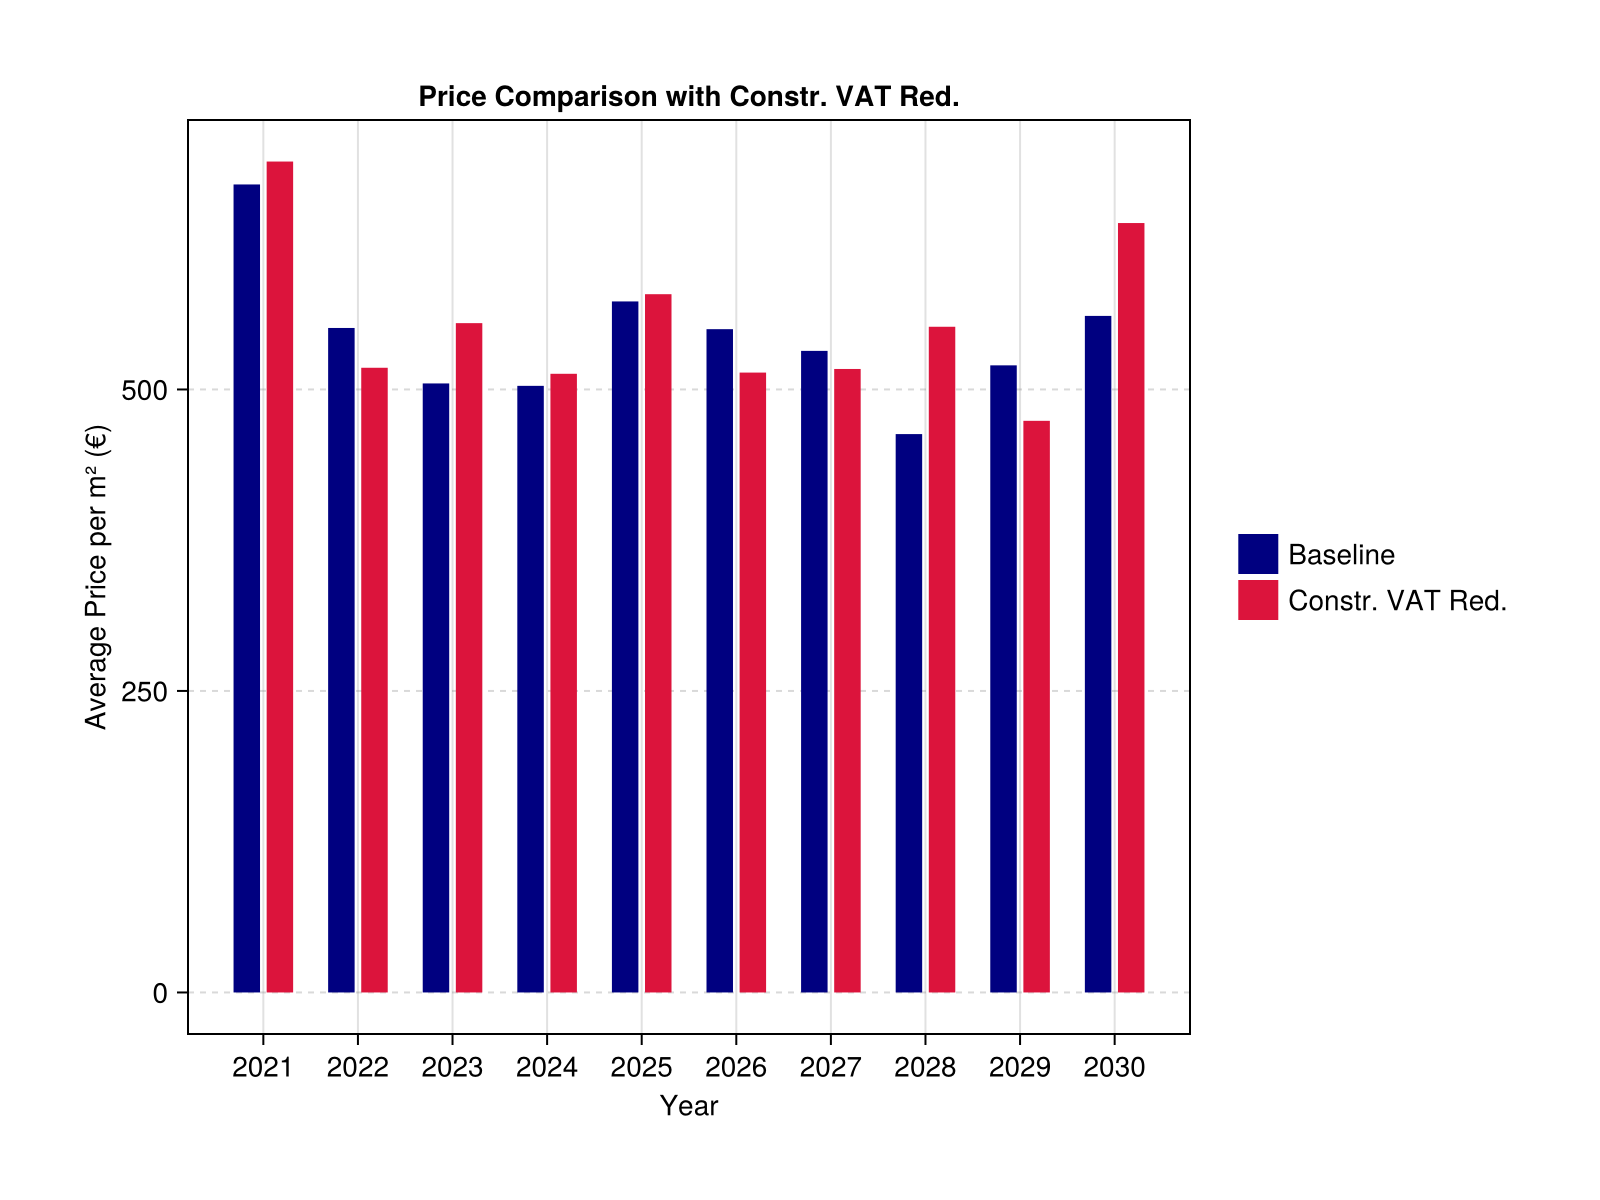 Price Comparison with Constr. VAT Red.
Average Price per m² (€)
500
250
0
2021 2022 2023 2024 2025 2026 2027 2028 2029 2030
Year
Baseline
Constr. VAT Red.